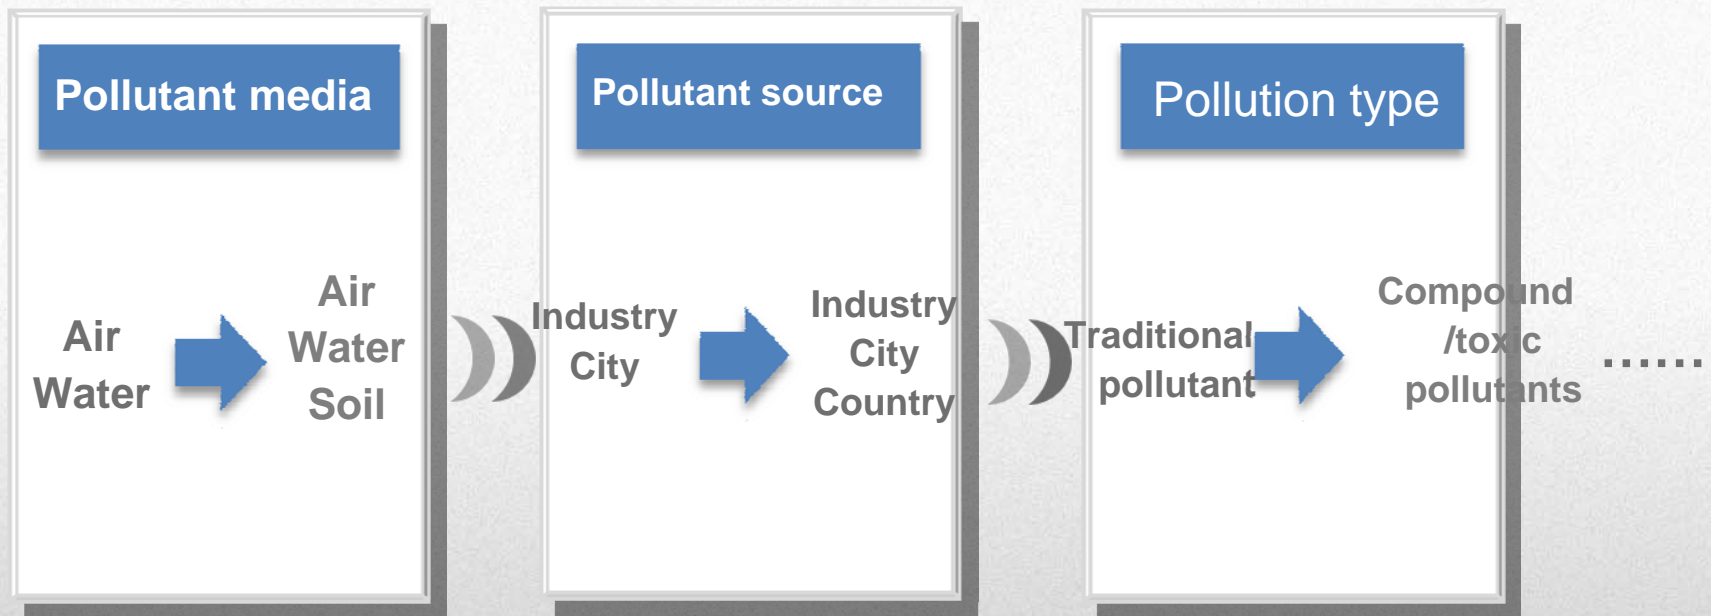 Pollutant media
Air
Water
Air
Water
Soil
Pollutant source
Industry
City
Industry
City
Country
Pollution type
Traditional
pollutant
Compound
/toxic
pollutants
......